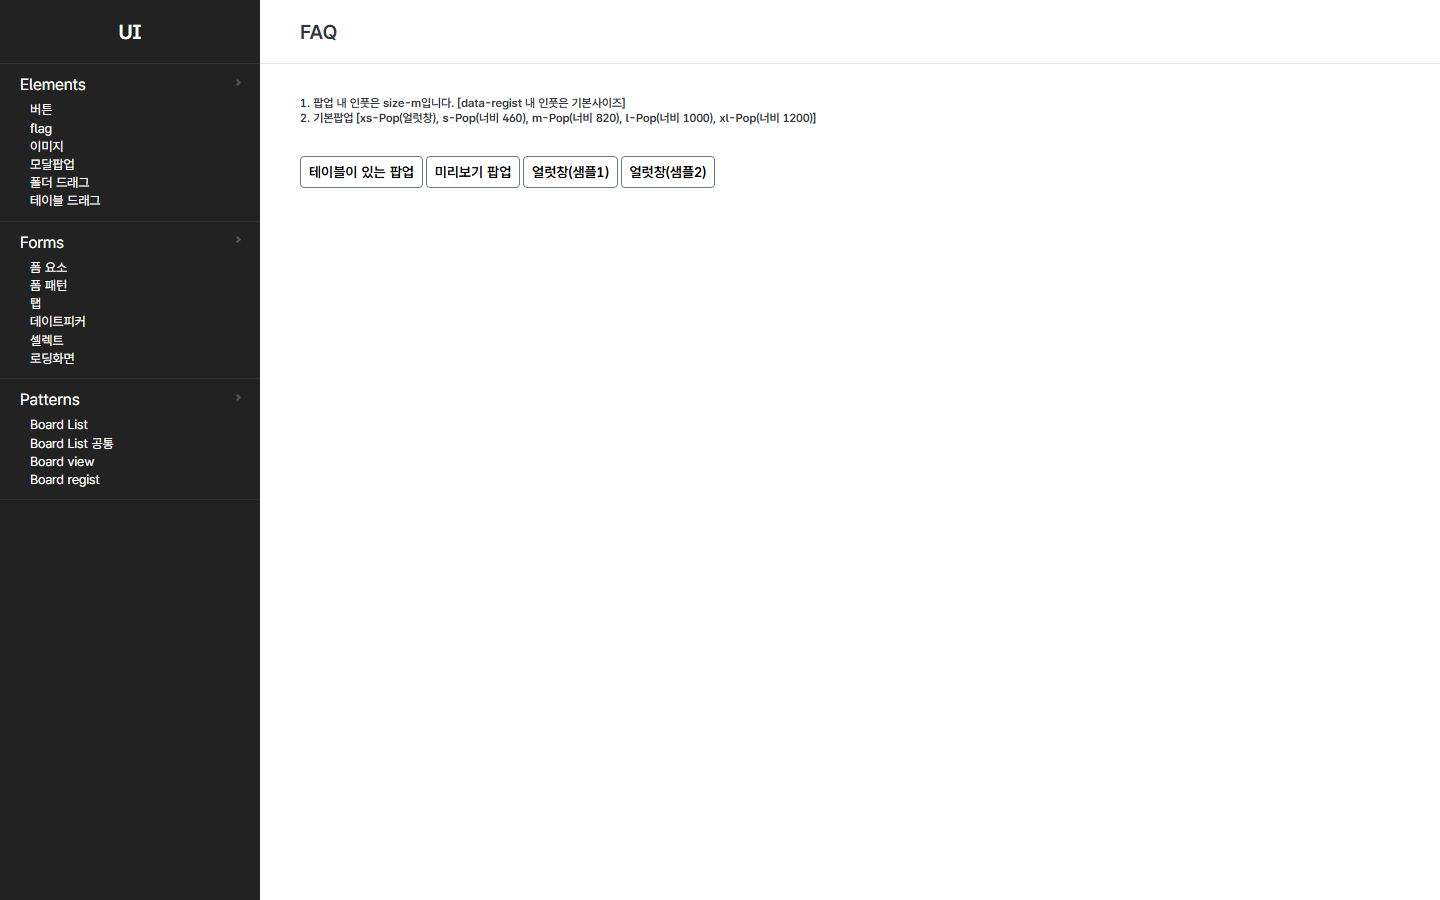 UI
Elements
버튼
flag
이미지
모달팝업
폴더 드래그
테이블 드래그
Forms
폼 요소
폼 패턴
탭
데이트피커
셀렉트
로딩화면
Patterns
Board List
Board List 공통
Board view
Board regist
FAQ
1. 팝업 내 인풋은 size-m입니다. [data-regist 내 인풋은 기본사이즈]
2. 기본팝업 [xs-Pop(얼럿창), s-Pop(너비 460), m-Pop(너비 820), l-Pop(너비 1000), xl-Pop(너비 1200)]
테이블이 있는 팝업 미리보기 팝업 얼럿창(샘플1) 얼럿창(샘플2)